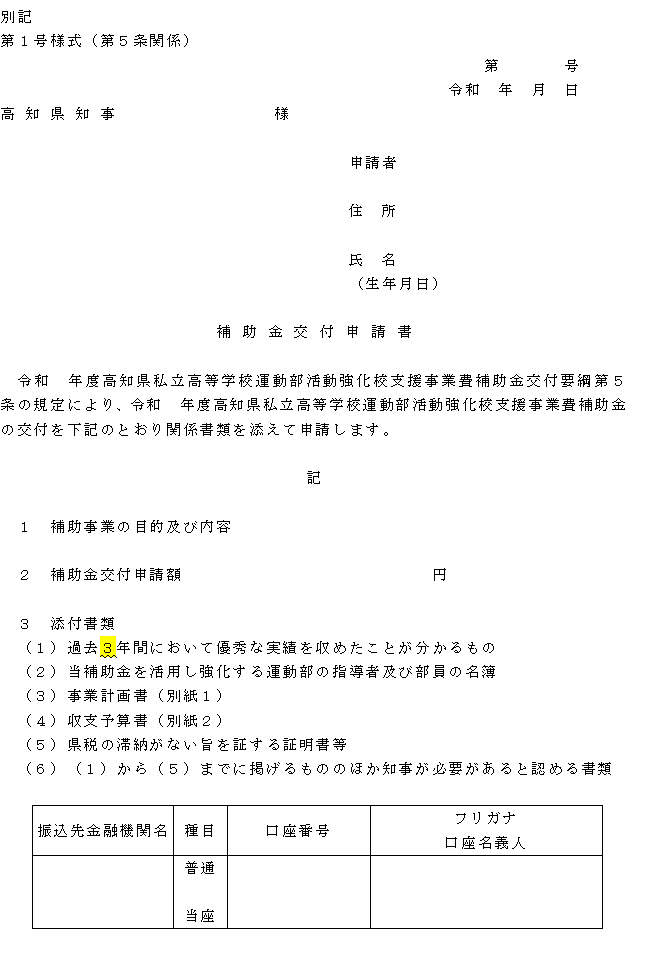 別記
第１号様式（第５条関係）
第　　　　号
令和　年　月　日
高 知 県 知 事　　　　　　　　　様
申請者
住　所
氏　名
（生年月日）
補 助 金 交 付 申 請 書
令和　年度高知県私立高等学校運動部活動強化校支援事業費補助金交付要綱第５
条の規定により、令和　年度高知県私立高等学校運動部活動強化校支援事業費補助金
の交付を下記のとおり関係書類を添えて申請します。
記
１　補助事業の目的及び内容
２　補助金交付申請額　　　　　　　　　　　　　　　円
３　添付書類
（１）過去３年間において優秀な実績を収めたことが分かるもの
（２）当補助金を活用し強化する運動部の指導者及び部員の名簿
（３）事業計画書（別紙１）
（４）収支予算書（別紙２）
（５）県税の滞納がない旨を証する証明書等
（６）（１）から（５）までに掲げるもののほか知事が必要があると認める書類
振込先金融機関名　種目　口座番号　フリガナ
口座名義人
普通
当座